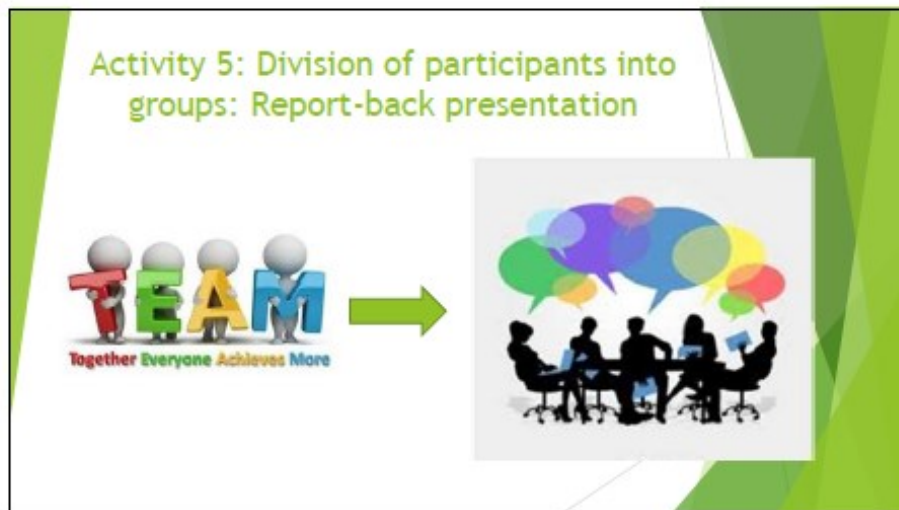 Activity 5: Division of participants into
groups: Report-back presentation
TEAM
Together Everyone Achieves More